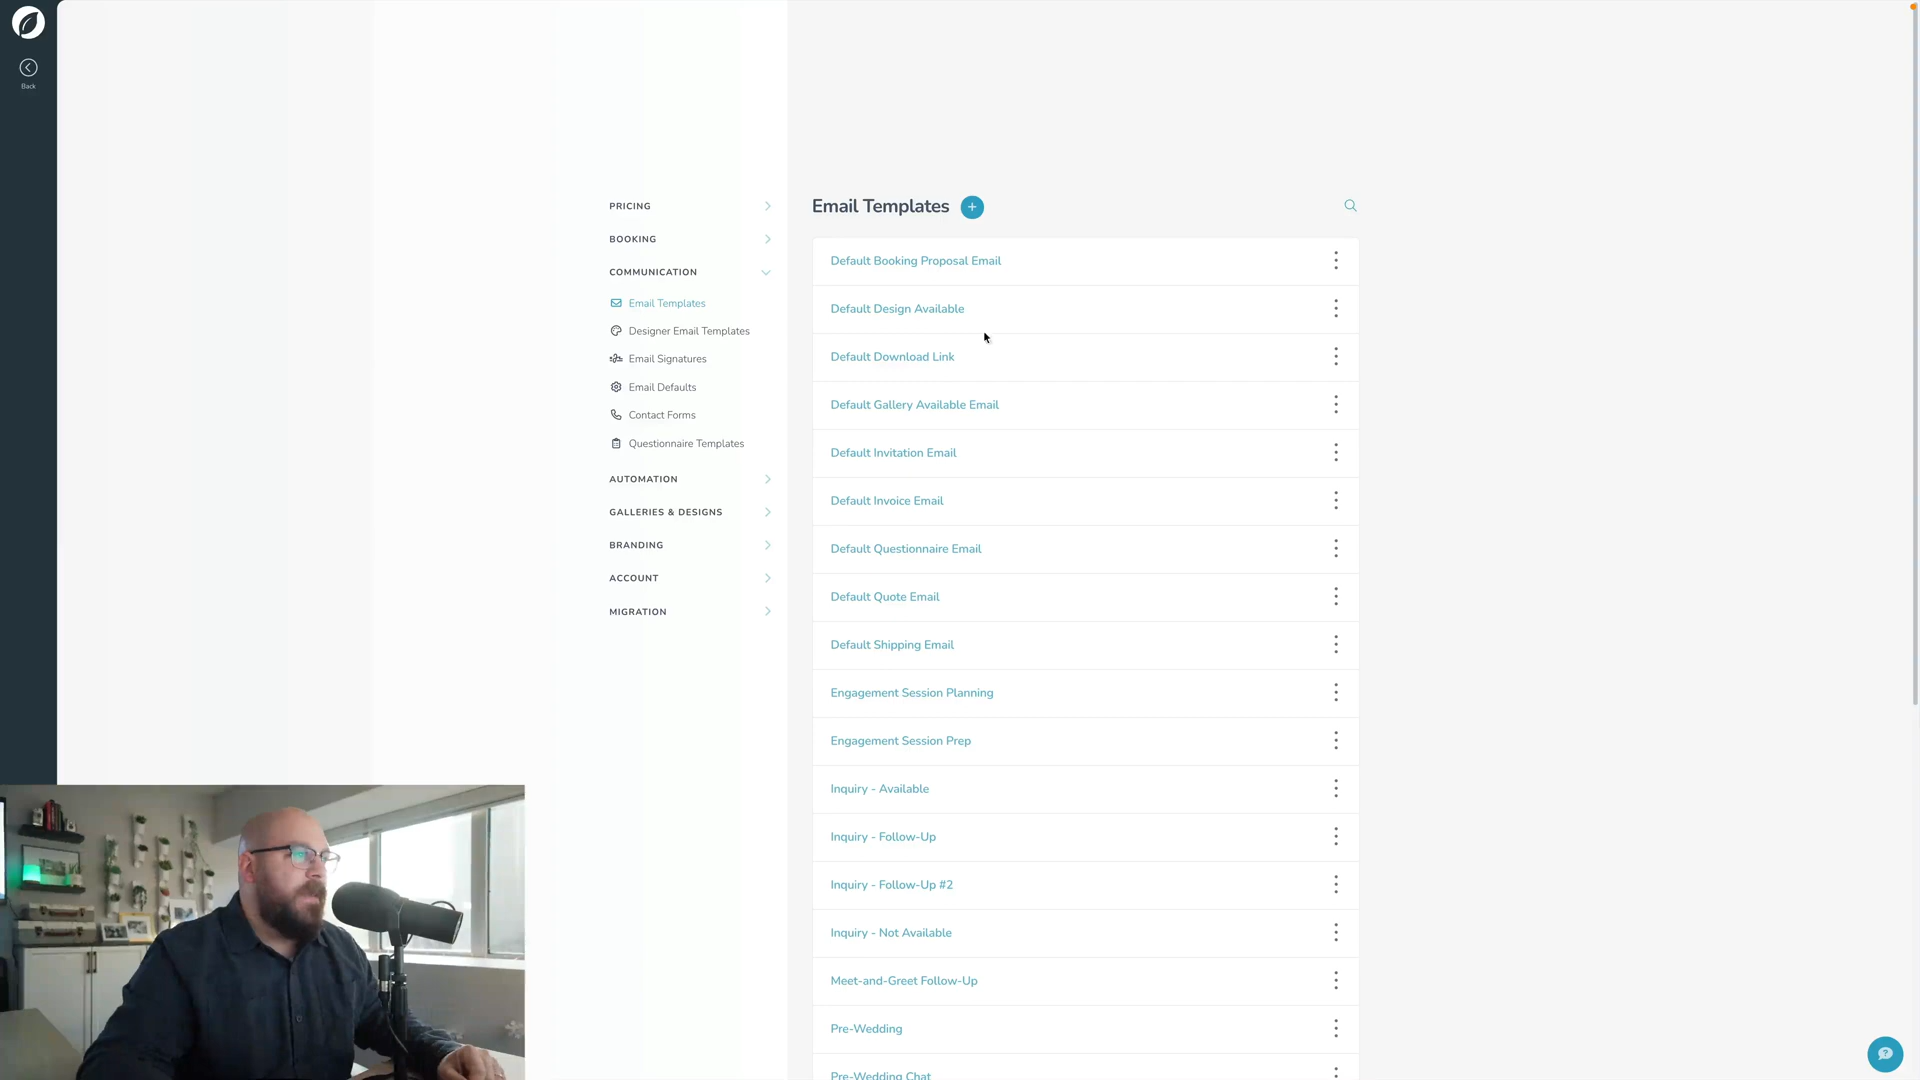 Back
PRICING
BOOKING
COMMUNICATION
Email Templates
Designer Email Templates
Email Signatures
Email Defaults
Contact Forms
Questionnaire Templates
AUTOMATION
GALLERIES & DESIGNS
BRANDING
ACCOUNT
MIGRATION
Email Templates
Default Booking Proposal Email
Default Design Available
Default Download Link
Default Gallery Available Email
Default Invitation Email
Default Invoice Email
Default Questionnaire Email
Default Quote Email
Default Shipping Email
Engagement Session Planning
Engagement Session Prep
Inquiry - Available
Inquiry - Follow-Up
Inquiry - Follow-Up #2
Inquiry - Not Available
Meet-and-Greet Follow-Up
Pre-Wedding
Pre-Wedding Chat